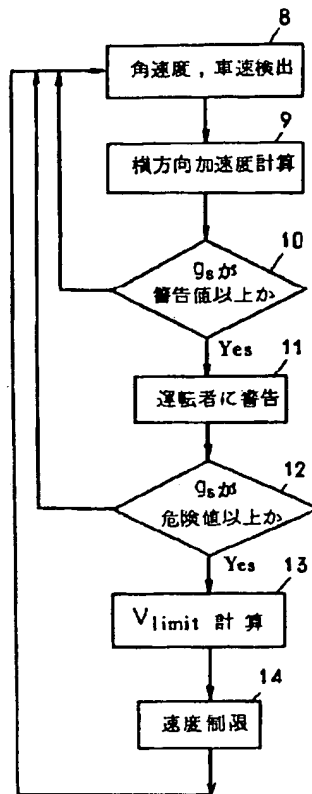 8
角速度，車速検出
9
横方向加速度計算
10
gsが
警告値以上か
Yes
11
運転者に警告
12
gsが
危険値以上か
Yes
13
Vlimit 計算
14
速度制限